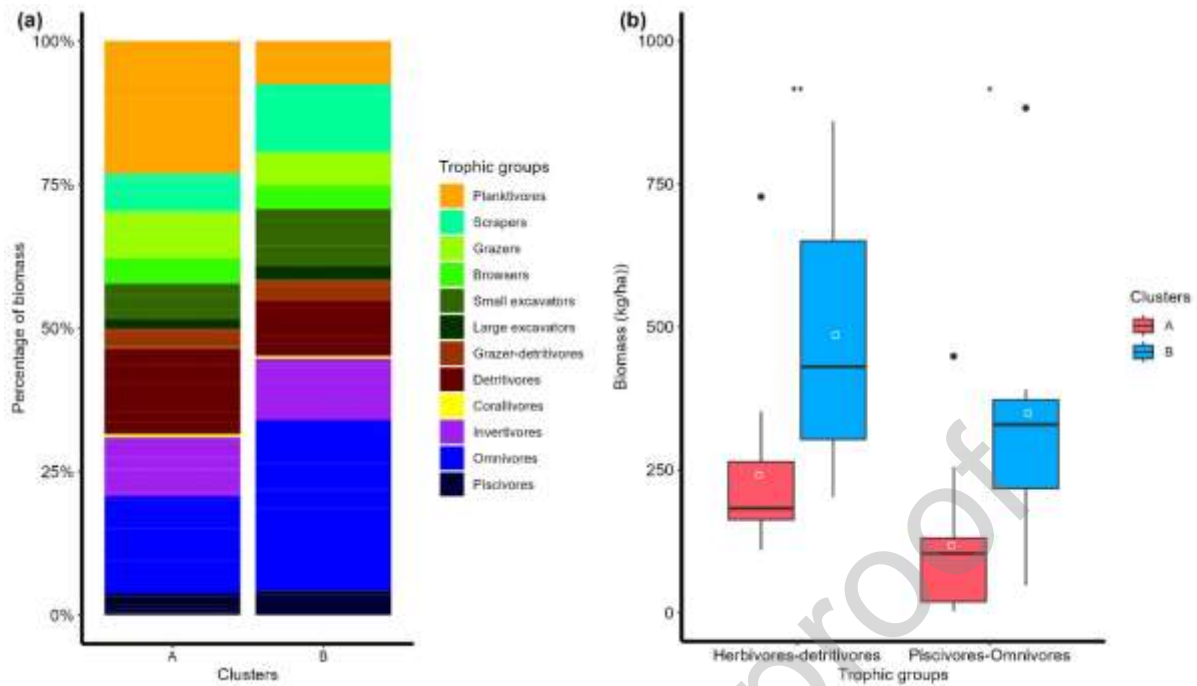 (a)
100%
75%
50%
25%
0%
Percentage of biomass
A
B
Clusters
Trophic groups
Planktivores
Scrapers
Grazers
Browsers
Small excavators
Large excavators
Grazer-detritivores
Detritivores
Corallivores
Invertivores
Omnivores
Piscivores
(b)
1000
750
500
250
0
Biomass (kg/ha))
**
*
Herbivores-detritivores
Piscivores-Omnivores
Trophic groups
Clusters
A
B
proof